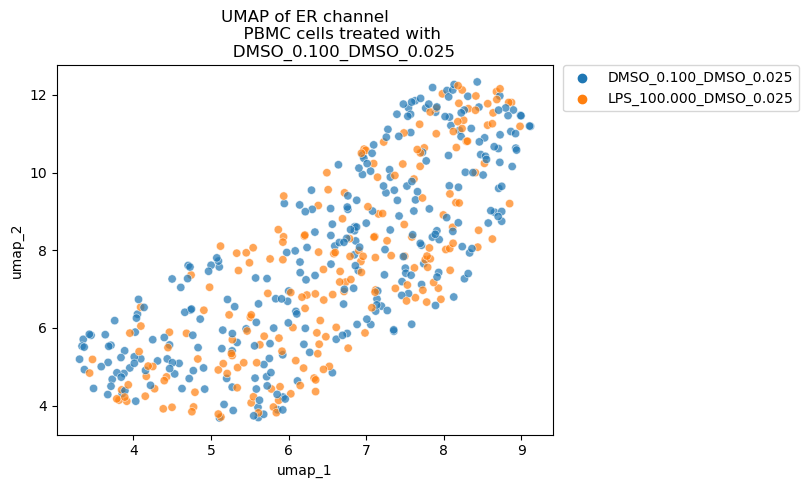 UMAP of ER channel
PBMC cells treated with
DMSO_0.100_DMSO_0.025
DMSO_0.100_DMSO_0.025
LPS_100.000_DMSO_0.025
12
10
8
6
4
umap_2
4 5 6 7 8 9
umap_1